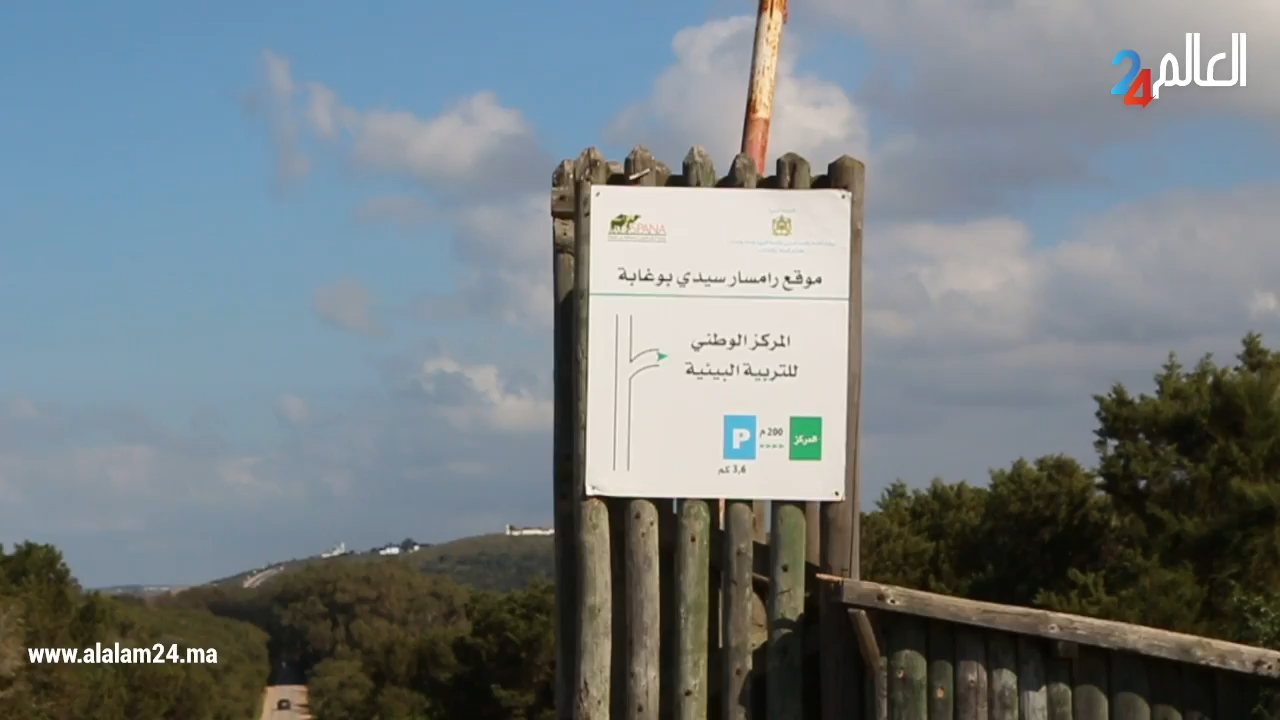 العالم
24
SPANA
موقع رامسار سيدي بوغابة
المركز الوطني
للتربية البيئية
P
200 م
المركز
3,6 كم
www.alalam24.ma